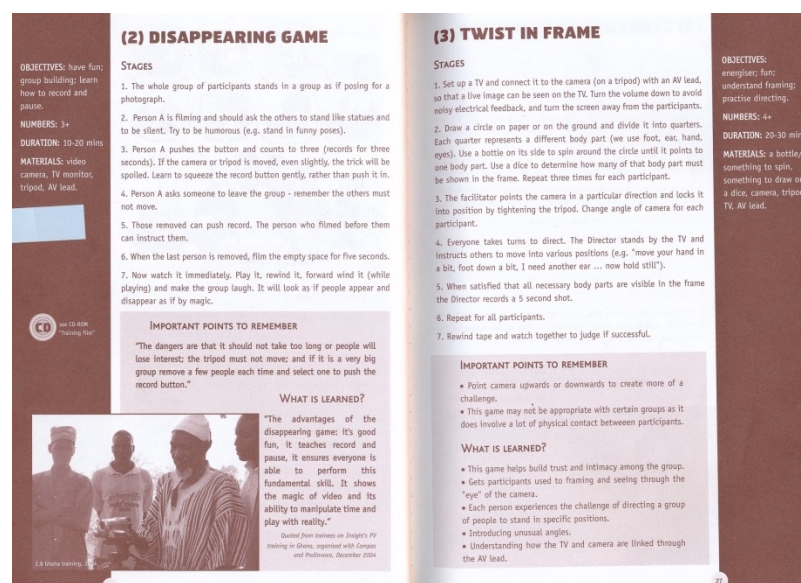 (2) DISAPPEARING GAME
OBJECTIVES: have fun;
group building; learn
how to record and
pause.
NUMBERS: 3+
DURATION: 10-20 mins
MATERIALS: video
camera, TV monitor,
tripod, AV lead.
STAGES
1. The whole group of participants stands in a group as if posing for a
photograph.
2. Person A is filming and should ask the others to stand like statues and
to be silent. Try to be humorous (e.g. stand in funny poses).
3. Person A pushes the button and counts to three (records for three
seconds). If the camera or tripod is moved, even slightly, the trick will be
spoiled. Learn to squeeze the record button gently, rather than push it in.
4. Person A asks someone to leave the group - remember the others must
not move.
5. Those removed can push record. The person who filmed before them
can instruct them.
6. When the last person is removed, film the empty space for five seconds.
7. Now watch it immediately. Play it, rewind it, forward wind it (while
playing) and make the group laugh. It will look as if people appear and
disappear as if by magic.
CD
see CD-ROM
"Training film"
IMPORTANT POINTS TO REMEMBER
"The dangers are that it should not take too long or people will
lose interest; the tripod must not move; and if it is a very big
group remove a few people each time and select one to push the
record button."
WHAT IS LEARNED?
"The advantages of the
disappearing game: it's good
fun, it teaches record and
pause, it ensures everyone is
able to perform this
fundamental skill. It shows
the magic of video and its
ability to manipulate time and
play with reality."
Quoted from trainees on Insight's PV
training in Ghana, organised with Compas
and Prolinnova, December 2004
2.8 Ghana training,
(3) TWIST IN FRAME
STAGES
1. Set up a TV and connect it to the camera (on a tripod) with an AV lead,
so that a live image can be seen on the TV. Turn the volume down to avoid
noisy electrical feedback, and turn the screen away from the participants.
2. Draw a circle on paper or on the ground and divide it into quarters.
Each quarter represents a different body part (we use foot, ear, hand,
eyes). Use a bottle on its side to spin around the circle until it points to
one body part. Use a dice to determine how many of that body part must
be shown in the frame. Repeat three times for each participant.
3. The facilitator points the camera in a particular direction and locks it
into position by tightening the tripod. Change angle of camera for each
participant.
4. Everyone takes turns to direct. The Director stands by the TV and
instructs others to move into various positions (e.g. "move your hand in
a bit, foot down a bit, I need another ear ... now hold still").
5. When satisfied that all necessary body parts are visible in the frame
the Director records a 5 second shot.
6. Repeat for all participants.
7. Rewind tape and watch together to judge if successful.
IMPORTANT POINTS TO REMEMBER
• Point camera upwards or downwards to create more of a
challenge.
• This game may not be appropriate with certain groups as it
does involve a lot of physical contact betweeen participants.
WHAT IS LEARNED?
• This game helps build trust and intimacy among the group.
• Gets participants used to framing and seeing through the
"eye" of the camera.
• Each person experiences the challenge of directing a group
of people to stand in specific positions.
• Introducing unusual angles.
• Understanding how the TV and camera are linked through
the AV lead.
OBJECTIVES:
energiser; fun;
understand framing;
practise directing.
NUMBERS: 4+
DURATION: 20-30 min
MATERIALS: a bottle/
something to spin,
something to draw on
a dice, camera, tripod
TV, AV lead.
27